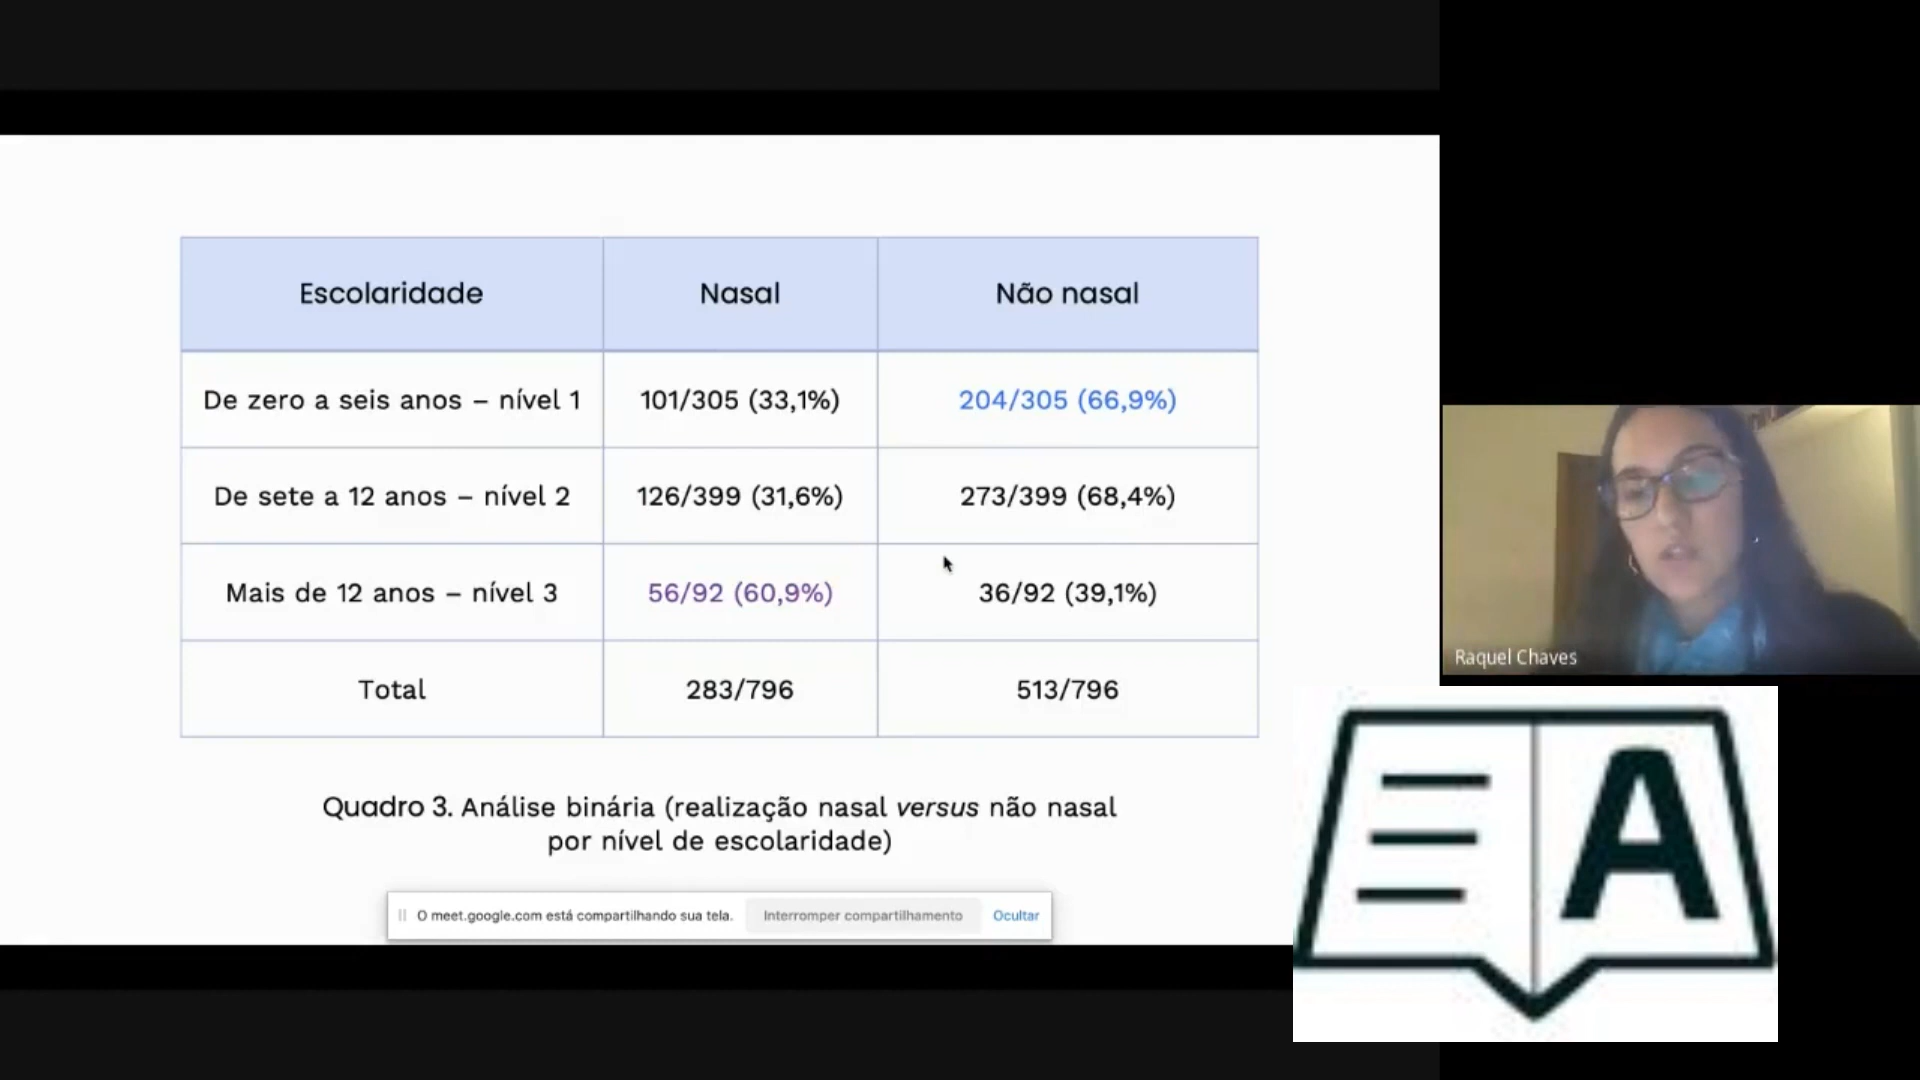 Escolaridade Nasal Não nasal
De zero a seis anos – nível 1 101/305 (33,1%) 204/305 (66,9%)
De sete a 12 anos – nível 2 126/399 (31,6%) 273/399 (68,4%)
Mais de 12 anos – nível 3 56/92 (60,9%) 36/92 (39,1%)
Total 283/796 513/796
Quadro 3. Análise binária (realização nasal versus não nasal
por nível de escolaridade)
O meet.google.com está compartilhando sua tela. Interromper compartilhamento Ocultar
Raquel Chaves
A